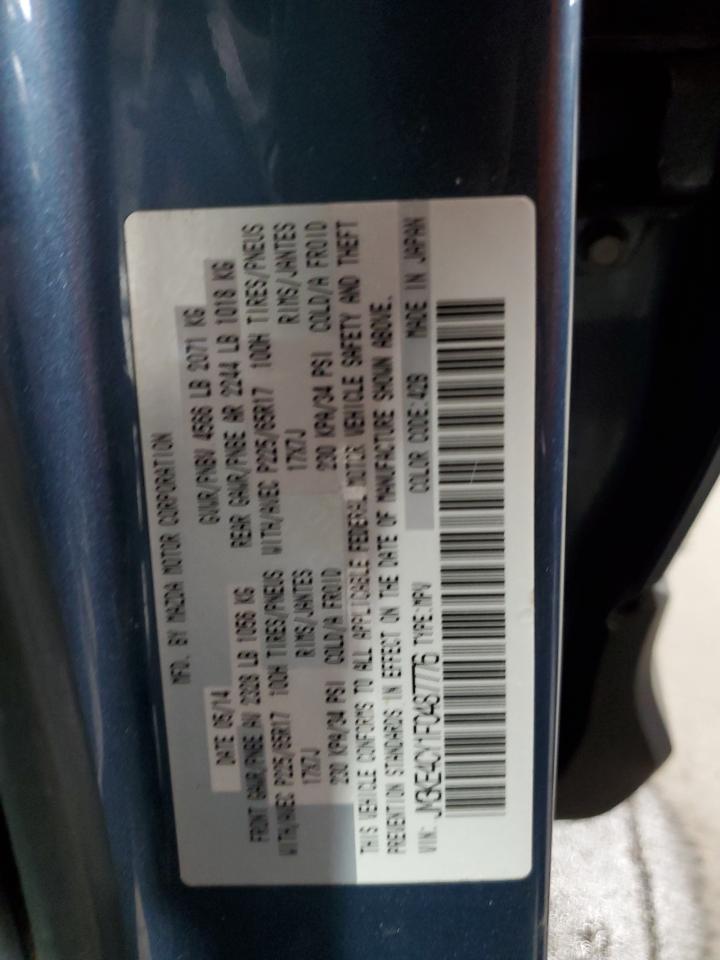 MFD. BY MAZDA MOTOR CORPORATION
DATE 05/14 GVWR/PNBV 4566 LB 2071 KG
FRONT GAWR/PNBE AV 2328 LB 1056 KG REAR GAWR/PNBE AR 2244 LB 1018 KG
WITH/AVEC P225/65R17 100H TIRES/PNEUS WITH/AVEC P225/65R17 100H TIRES/PNEUS
17X7J RIMS/JANTES 17X7J RIMS/JANTES
230 KPA/34 PSI COLD/A FROID 230 KPA/34 PSI COLD/A FROID
THIS VEHICLE CONFORMS TO ALL APPLICABLE FEDERAL MOTOR VEHICLE SAFETY AND THEFT
PREVENTION STANDARDS IN EFFECT ON THE DATE OF MANUFACTURE SHOWN ABOVE.
VIN: JM3KE4CY1F0487776 TYPE:MPV COLOR CODE:42B MADE IN JAPAN